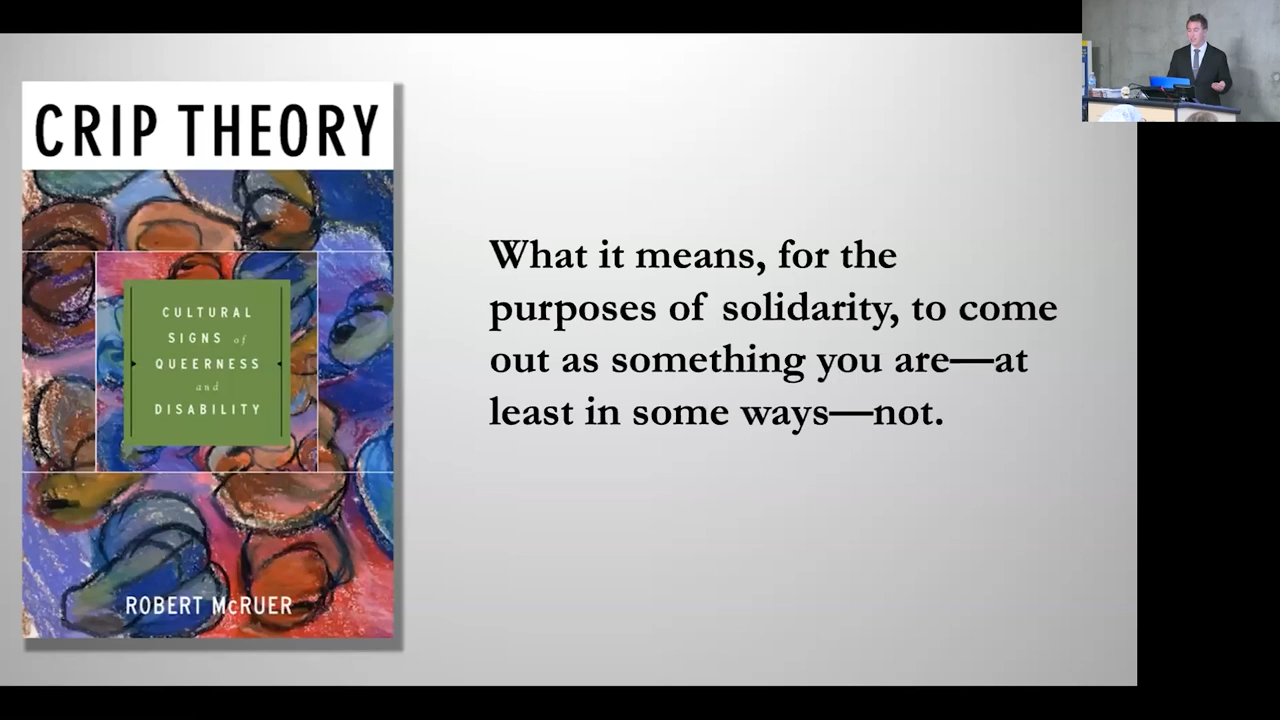 CRIP THEORY
CULTURAL
SIGNS of
QUEERNESS
and
DISABILITY
ROBERT McRUER
What it means, for the
purposes of solidarity, to come
out as something you are—at
least in some ways—not.